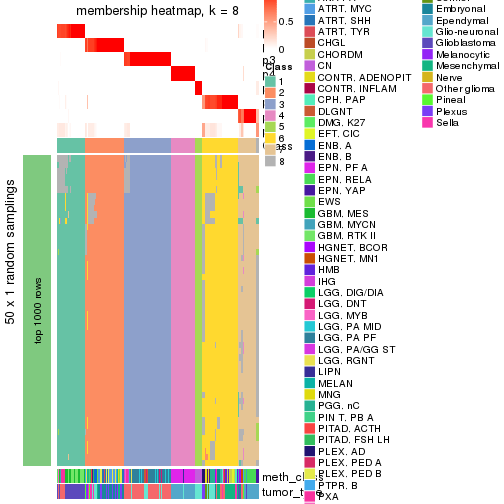 membership heatmap, k = 8
0.5
0
Class
1
2
3
4
5
6
7
8
50 x 1 random samplings
top 1000 rows
ATRT. MYC
ATRT. SHH
ATRT. TYR
CHGL
CHORDM
CN
CONTR. ADENOPIT
CONTR. INFLAM
CPH. PAP
DLGNT
DMG. K27
EFT. CIC
ENB. A
ENB. B
EPN. PF A
EPN. RELA
EPN. YAP
EWS
GBM. MES
GBM. MYCN
GBM. RTK II
HGNET. BCOR
HGNET. MN1
HMB
IHG
LGG. DIG/DIA
LGG. DNT
LGG. MYB
LGG. PA MID
LGG. PA PF
LGG. PA/GG ST
LGG. RGNT
LIPN
MELAN
MNG
PGG. nC
PIN T. PB A
PITAD. ACTH
PITAD. FSH LH
PLEX. AD
PLEX. PED A
PLEX. PED B
PTPR. B
PXA
Embryonal
Ependymal
Glio-neuronal
Glioblastoma
Melanocytic
Mesenchymal
Nerve
Other glioma
Pineal
Plexus
Sella